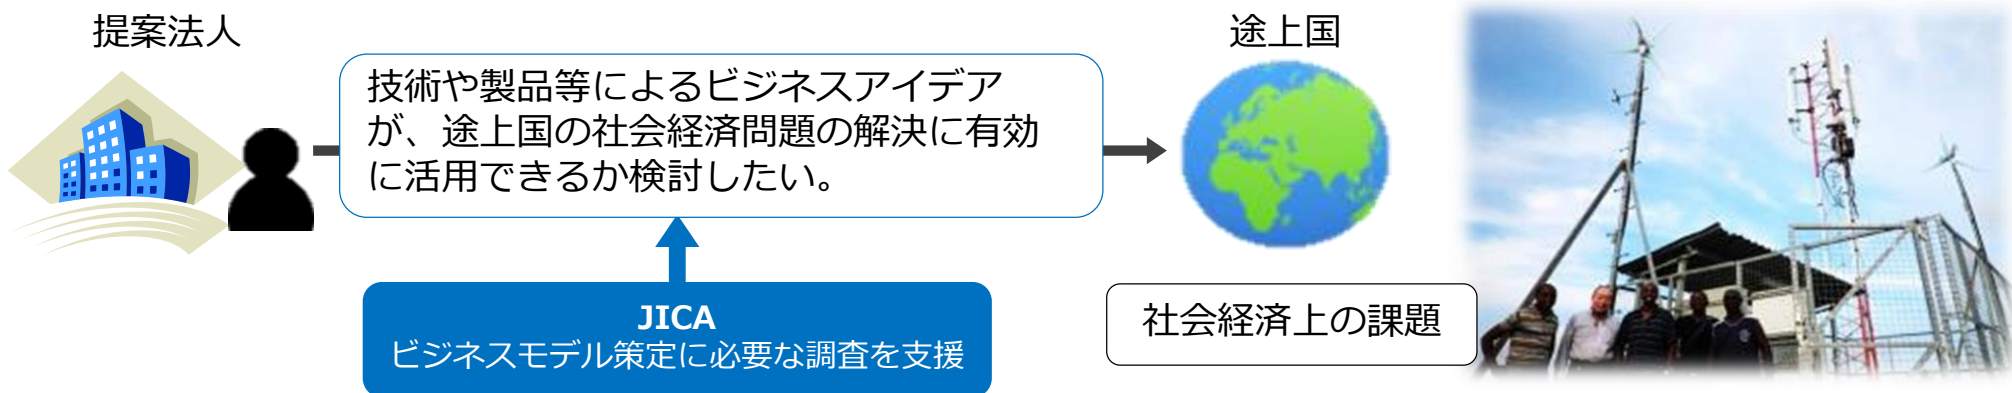 提案法人
技術や製品等によるビジネスアイデア
が、途上国の社会経済問題の解決に有効
に活用できるか検討したい。
途上国
JICA
ビジネスモデル策定に必要な調査を支援
社会経済上の課題